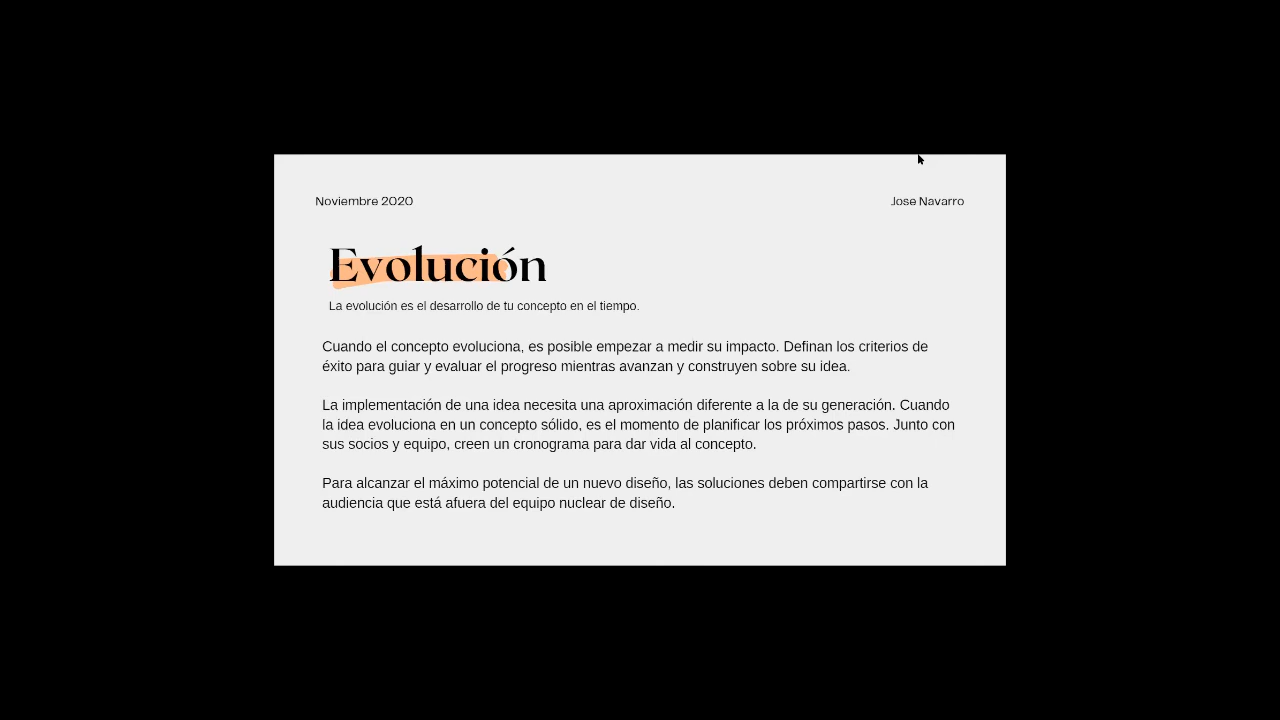 Noviembre 2020
Jose Navarro
Evolución
La evolución es el desarrollo de tu concepto en el tiempo.
Cuando el concepto evoluciona, es posible empezar a medir su impacto. Definan los criterios de
éxito para guiar y evaluar el progreso mientras avanzan y construyen sobre su idea.
La implementación de una idea necesita una aproximación diferente a la de su generación. Cuando
la idea evoluciona en un concepto sólido, es el momento de planificar los próximos pasos. Junto con
sus socios y equipo, creen un cronograma para dar vida al concepto.
Para alcanzar el máximo potencial de un nuevo diseño, las soluciones deben compartirse con la
audiencia que está afuera del equipo nuclear de diseño.